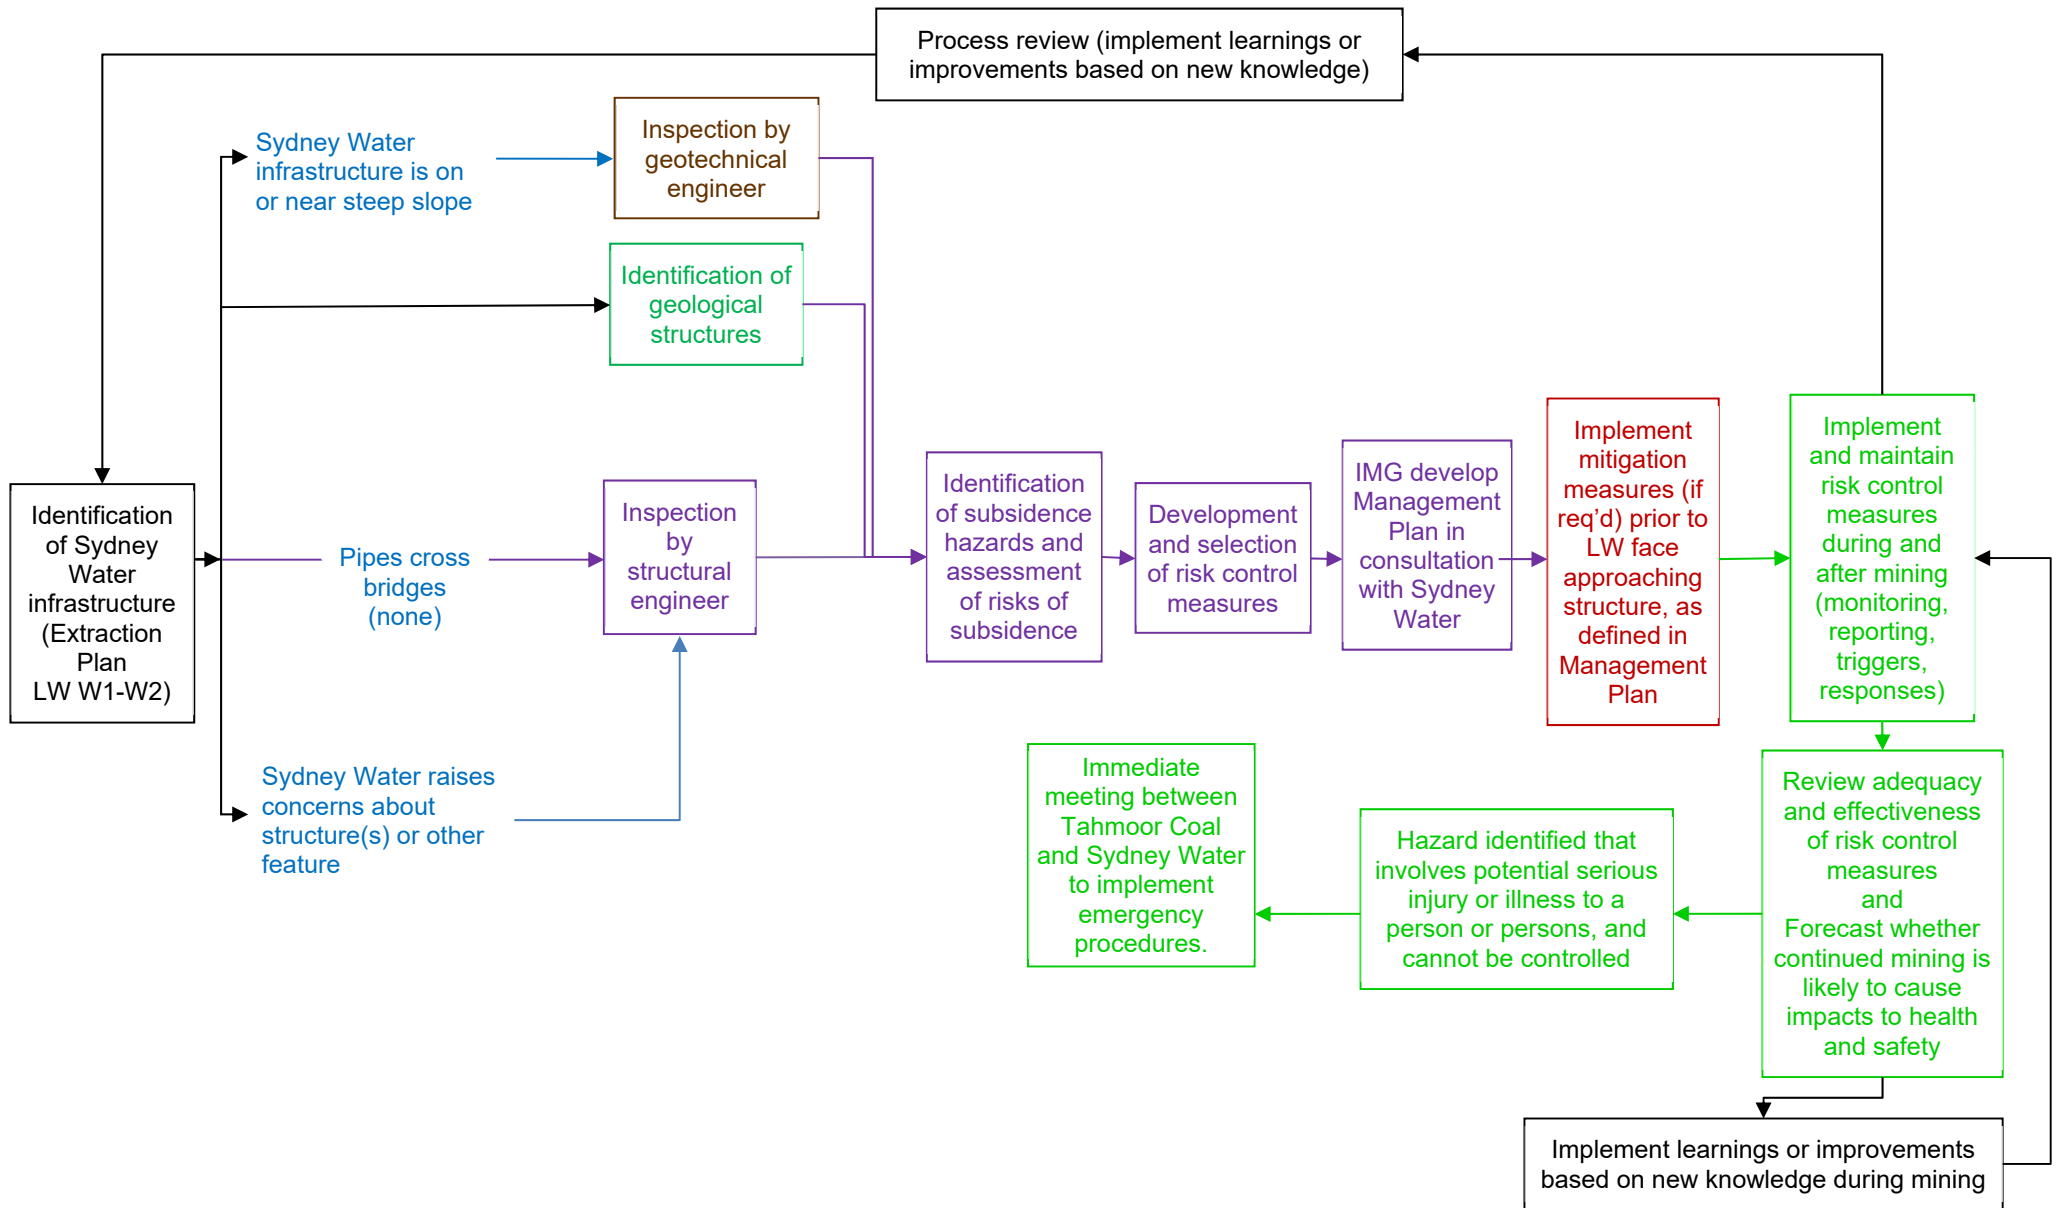 Process review (implement learnings or
improvements based on new knowledge)
Sydney Water
infrastructure is on
or near steep slope
Inspection by
geotechnical
engineer
Identification of
geological
structures
Identification
of Sydney
Water
infrastructure
(Extraction
Plan
LW W1-W2)
Pipes cross
bridges
(none)
Inspection
by
structural
engineer
Sydney Water raises
concerns about
structure(s) or other
feature
Identification
of subsidence
hazards and
assessment
of risks of
subsidence
Development
and selection
of risk control
measures
IMG develop
Management
Plan in
consultation
with Sydney
Water
Implement
mitigation
measures (if
req’d) prior to
LW face
approaching
structure, as
defined in
Management
Plan
Implement
and maintain
risk control
measures
during and
after mining
(monitoring,
reporting,
triggers,
responses)
Review adequacy
and effectiveness
of risk control
measures
and
Forecast whether
continued mining is
likely to cause
impacts to health
and safety
Hazard identified that
involves potential serious
injury or illness to a
person or persons, and
cannot be controlled
Immediate
meeting between
Tahmoor Coal
and Sydney Water
to implement
emergency
procedures.
Implement learnings or improvements
based on new knowledge during mining